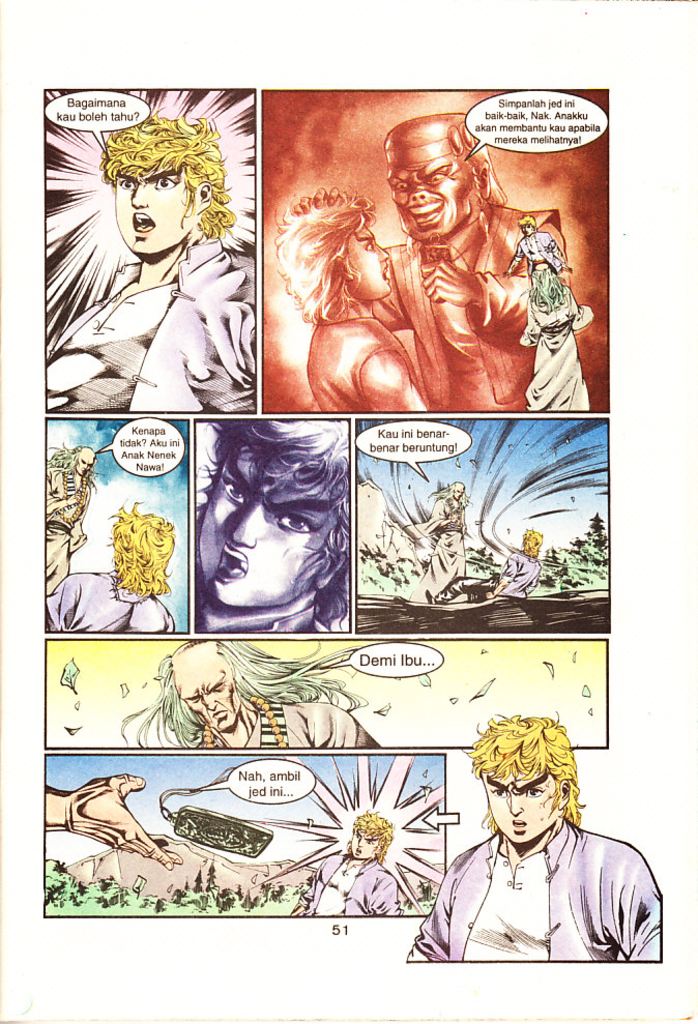 Bagaimana
kau boleh tahu?
Simpanlah jed ini
baik-baik, Nak. Anakku
akan membantu kau apabila
mereka melihatnya!
Kenapa
tidak? Aku ini
Anak Nenek
Nawa!
Kau ini benar-
benar beruntung!
Demi Ibu...
Nah, ambil
jed ini...
51